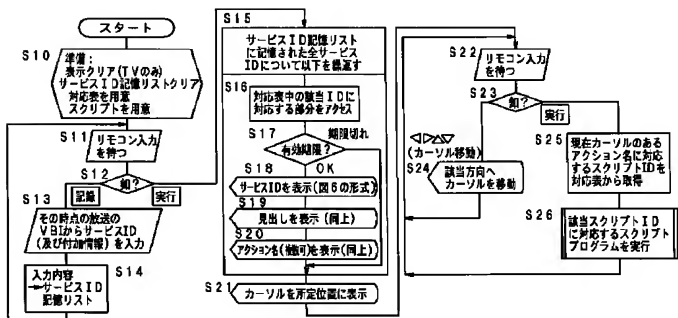 スタート
S10
準備：
表示クリア（TVのみ）
サービスID記憶リストクリア
対応表を用意
スクリプトを用意
S11
リモコン入力
を待つ
S12
如?
記録
実行
S13
その時点の放送の
VBIからサービスID
（及び付加情報）を入力
S14
入力内容
→サービスID
記憶リスト
S15
サービスID記憶リスト
に記憶された全サービス
IDについて以下を繰返す
S16
対応表中の該当IDに
対応する部分をアクセス
S17
期限切れ
有効期限?
S18
OK
サービスIDを表示（図6の形式）
S19
見出しを表示（同上）
S20
アクション名（複数可）を表示（同上）
S21
カーソルを所定位置に表示
S22
リモコン入力
を待つ
S23
如?
実行
◁▷△▽
（カーソル移動）
S24
該当方向へ
カーソルを移動
S25
現在カーソルのある
アクション名に対応
するスクリプトIDを
対応表から取得
S26
該当スクリプトID
に対応するスクリプト
プログラムを実行